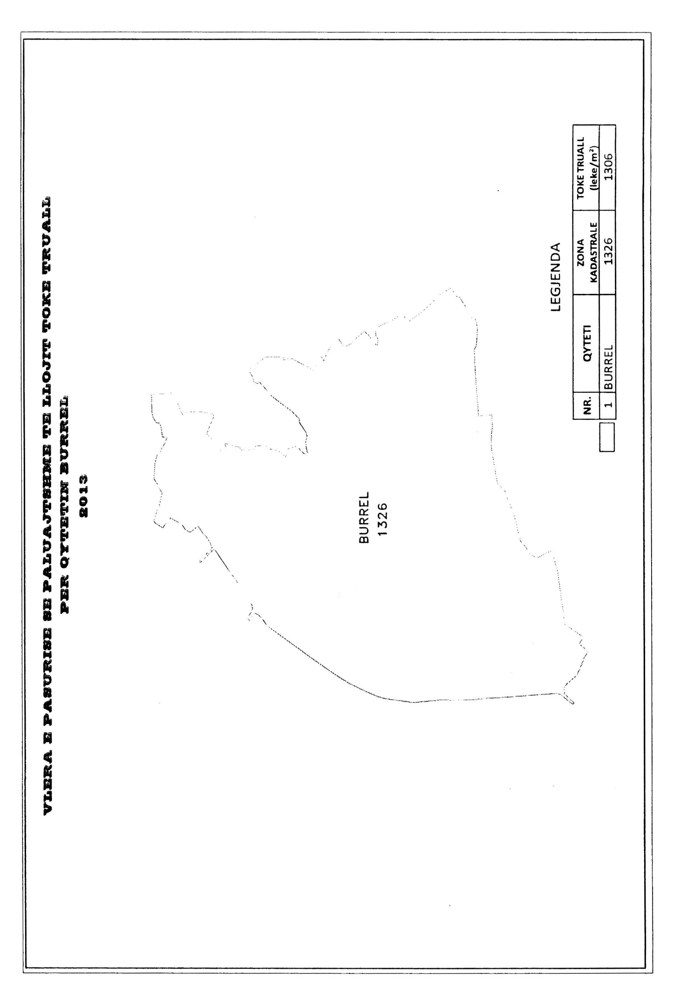 VLERA E PASURISE SE PALUAJTSHME TE LLOJIT TOKE TRUALL
PER QYTETIN BURREL
2013
BURREL
1326
LEGJENDA
NR. QYTETI ZONA KADASTRALE TOKE TRUALL (leke/m²)
1 BURREL 1326 1306